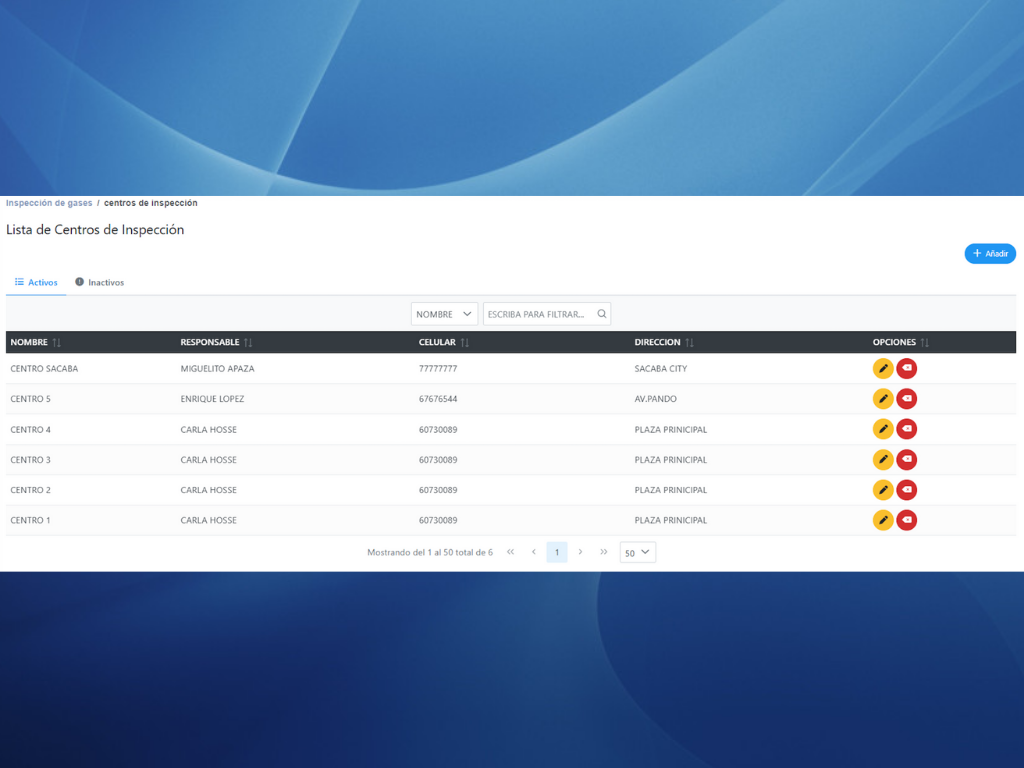 Inspección de gases / centros de inspección
Lista de Centros de Inspección
Añadir
Activos Inactivos
NOMBRE ESCRIBA PARA FILTRAR...
NOMBRE RESPONSABLE CELULAR DIRECCION OPCIONES
CENTRO SACABA MIGUELITO APAZA 77777777 SACABA CITY
CENTRO 5 ENRIQUE LOPEZ 67676544 AV.PANDO
CENTRO 4 CARLA HOSSE 60730089 PLAZA PRINICIPAL
CENTRO 3 CARLA HOSSE 60730089 PLAZA PRINICIPAL
CENTRO 2 CARLA HOSSE 60730089 PLAZA PRINICIPAL
CENTRO 1 CARLA HOSSE 60730089 PLAZA PRINICIPAL
Mostrando del 1 al 50 total de 6 « ‹ 1 › » 50